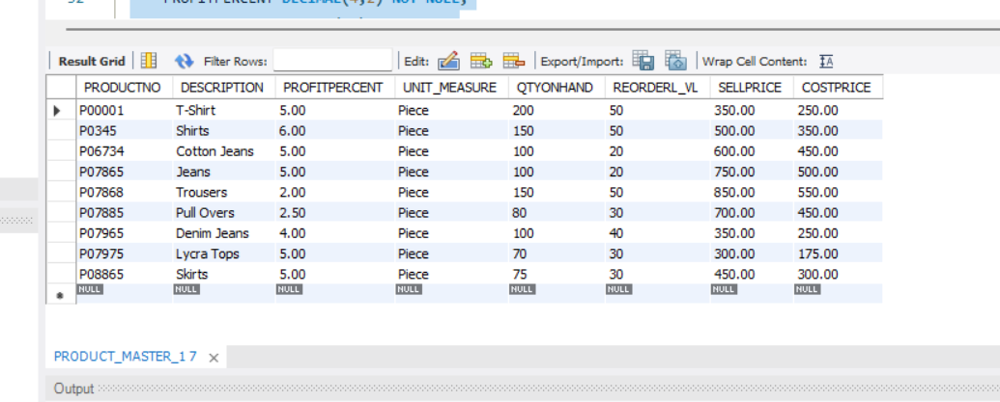 52 PROFITPERCENT DECIMAL(4,2) NOT NULL,
Result Grid Filter Rows: Edit: Export/Import: Wrap Cell Content:
PRODUCTNO DESCRIPTION PROFITPERCENT UNIT_MEASURE QTYONHAND REORDERL_VL SELLPRICE COSTPRICE
P00001 T-Shirt 5.00 Piece 200 50 350.00 250.00
P0345 Shirts 6.00 Piece 150 50 500.00 350.00
P06734 Cotton Jeans 5.00 Piece 100 20 600.00 450.00
P07865 Jeans 5.00 Piece 100 20 750.00 500.00
P07868 Trousers 2.00 Piece 150 50 850.00 550.00
P07885 Pull Overs 2.50 Piece 80 30 700.00 450.00
P07965 Denim Jeans 4.00 Piece 100 40 350.00 250.00
P07975 Lycra Tops 5.00 Piece 70 30 300.00 175.00
P08865 Skirts 5.00 Piece 75 30 450.00 300.00
NULL NULL NULL NULL NULL NULL NULL NULL
PRODUCT_MASTER_17
Output